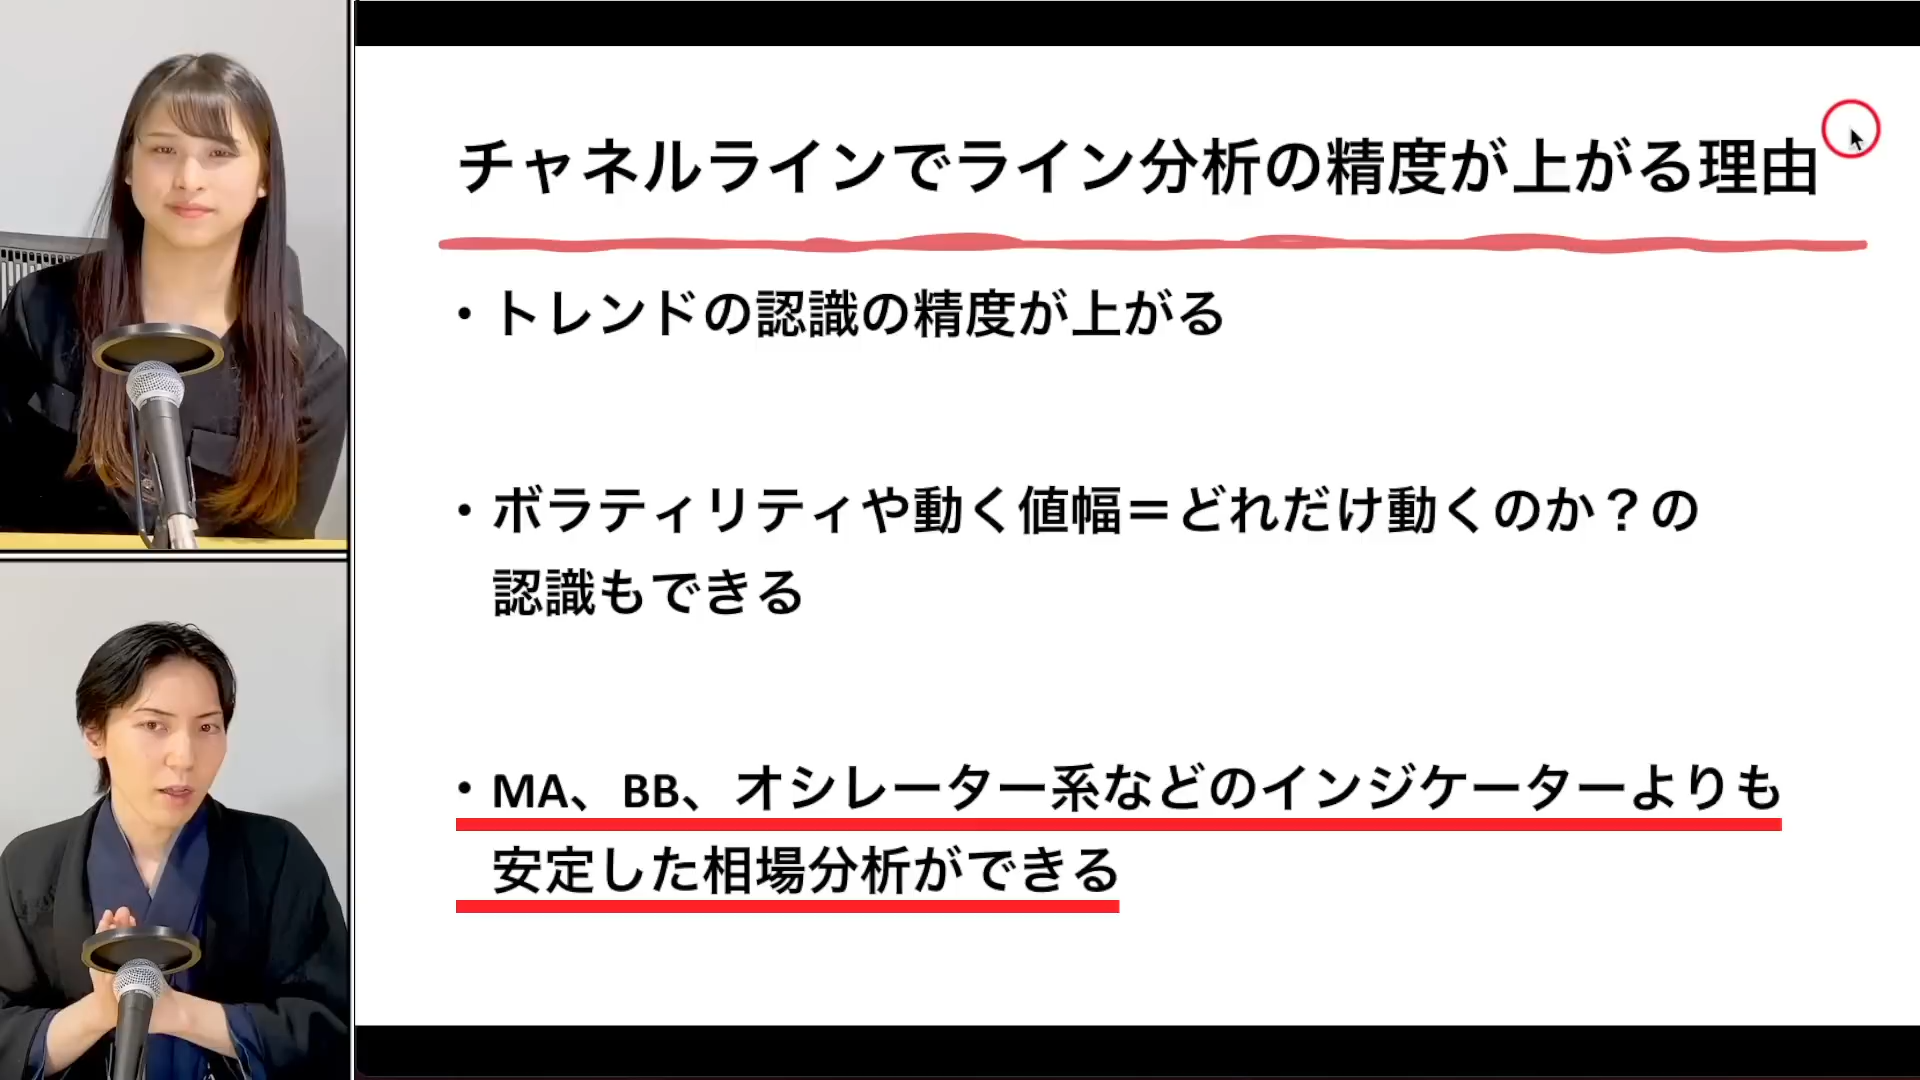 チャネルラインでライン分析の精度が上がる理由
・トレンドの認識の精度が上がる
・ボラティリティや動く値幅＝どれだけ動くのか？の
認識もできる
・MA、BB、オシレーター系などのインジケーターよりも
安定した相場分析ができる